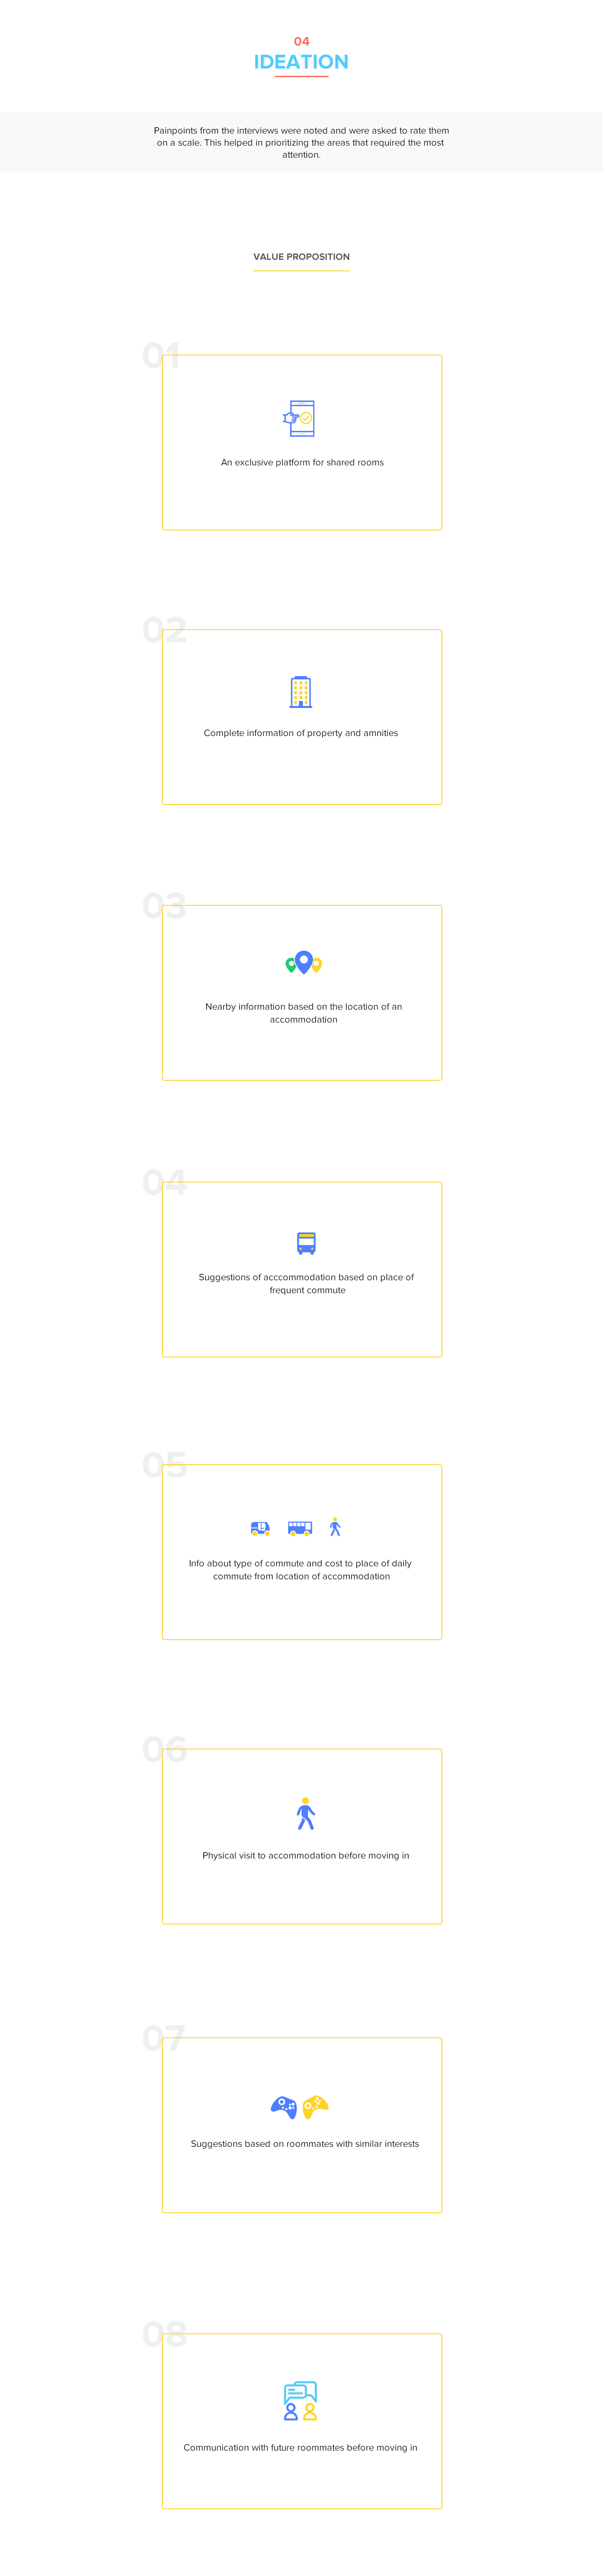 04
IDEATION
Painpoints from the interviews were noted and were asked to rate them
on a scale. This helped in prioritizing the areas that required the most
attention.
VALUE PROPOSITION
01
An exclusive platform for shared rooms
02
Complete information of property and amnities
03
Nearby information based on the location of an
accommodation
04
Suggestions of acccommodation based on place of
frequent commute
05
Info about type of commute and cost to place of daily
commute from location of accommodation
06
Physical visit to accommodation before moving in
07
Suggestions based on roommates with similar interests
08
Communication with future roommates before moving in